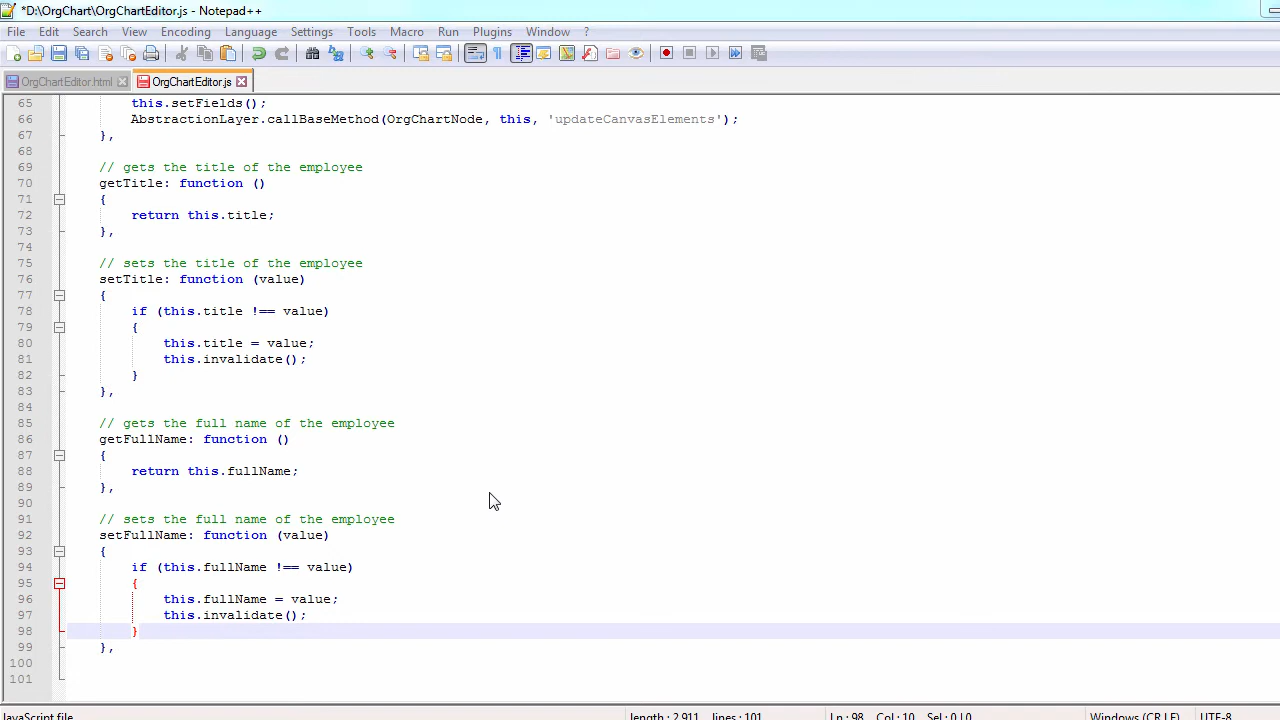 *D:\OrgChart\OrgChartEditor.js - Notepad++
File Edit Search View Encoding Language Settings Tools Macro Run Plugins Window ?
OrgChartEditor.html OrgChartEditor.js
65 this.setFields();
66 AbstractionLayer.callBaseMethod(OrgChartNode, this, 'updateCanvasElements');
67 },
68
69 // gets the title of the employee
70 getTitle: function ()
71 {
72 return this.title;
73 },
74
75 // sets the title of the employee
76 setTitle: function (value)
77 {
78 if (this.title !== value)
79 {
80 this.title = value;
81 this.invalidate();
82 }
83 },
84
85 // gets the full name of the employee
86 getFullName: function ()
87 {
88 return this.fullName;
89 },
90
91 // sets the full name of the employee
92 setFullName: function (value)
93 {
94 if (this.fullName !== value)
95 {
96 this.fullName = value;
97 this.invalidate();
98 }
99 },
100
101
JavaScript file length : 2,911 lines : 101 Ln : 98 Col : 10 Sel : 0 | 0 Windows (CR LF) UTF-8